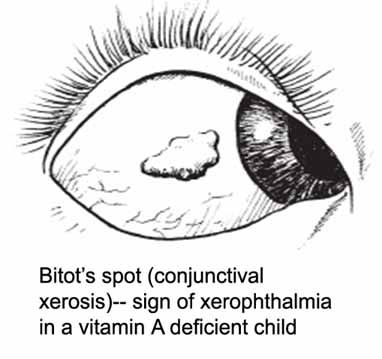 Bitot's spot (conjunctival
xerosis)-- sign of xerophthalmia
in a vitamin A deficient child